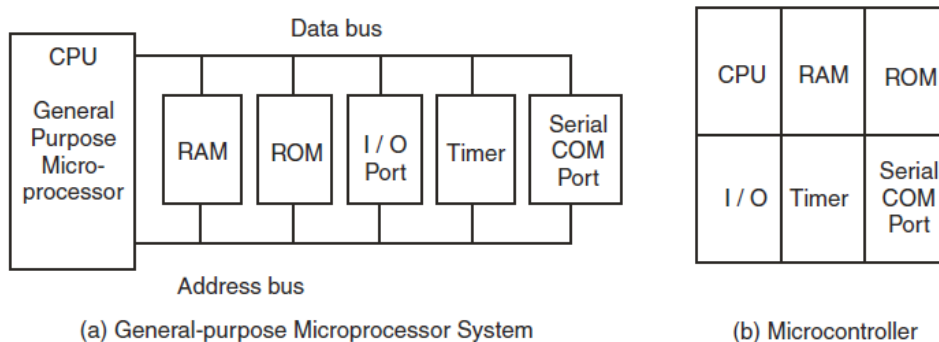 Data bus
CPU
General
Purpose
Micro-
processor
RAM
ROM
I / O
Port
Timer
Serial
COM
Port
Address bus
(a) General-purpose Microprocessor System
CPU
RAM
ROM
I / O
Timer
Serial
COM
Port
(b) Microcontroller